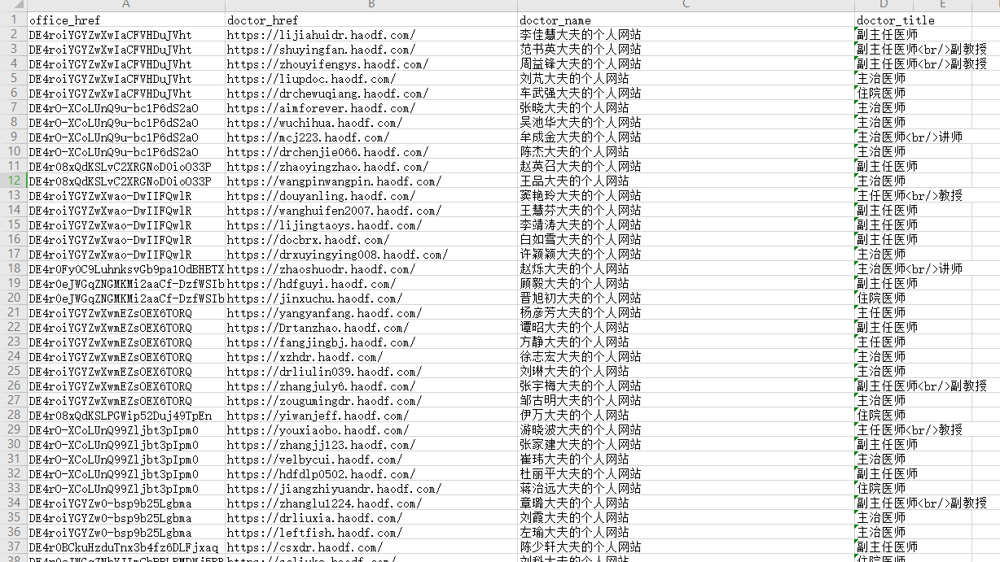 A B C D E
1 office_href doctor_href doctor_name doctor_title
2 DE4roiYGYZwXwIaCFVHDuJVht https://lijiahuidr.haodf.com/ 李佳慧大夫的个人网站 副主任医师
3 DE4roiYGYZwXwIaCFVHDuJVht https://shuyingfan.haodf.com/ 范书英大夫的个人网站 副主任医师<br/>副教授
4 DE4roiYGYZwXwIaCFVHDuJVht https://zhouyifengys.haodf.com/ 周益锋大夫的个人网站 副主任医师<br/>副教授
5 DE4roiYGYZwXwIaCFVHDuJVht https://liupdoc.haodf.com/ 刘芃大夫的个人网站 主治医师
6 DE4roiYGYZwXwIaCFVHDuJVht https://drchewuqiang.haodf.com/ 车武强大夫的个人网站 住院医师
7 DE4rO-XCoLUnQ9u-bc1P6dS2aO https://aimforever.haodf.com/ 张晓大夫的个人网站 主治医师
8 DE4rO-XCoLUnQ9u-bc1P6dS2aO https://wuchihua.haodf.com/ 吴池华大夫的个人网站 主治医师
9 DE4rO-XCoLUnQ9u-bc1P6dS2aO https://mcj223.haodf.com/ 牟成金大夫的个人网站 主治医师<br/>讲师
10 DE4rO-XCoLUnQ9u-bc1P6dS2aO https://drchenjie066.haodf.com/ 陈杰大夫的个人网站 主治医师
11 DE4r08xQdKSLvC2XRGNoD0ioO33P https://zhaoyingzhao.haodf.com/ 赵英召大夫的个人网站 副主任医师
12 DE4r08xQdKSLvC2XRGNoD0ioO33P https://wangpinwangpin.haodf.com/ 王品大夫的个人网站 主治医师
13 DE4roiYGYZwXwao-DwIIFQwlR https://douyanling.haodf.com/ 窦艳玲大夫的个人网站 主任医师<br/>教授
14 DE4roiYGYZwXwao-DwIIFQwlR https://wanghuifen2007.haodf.com/ 王慧芬大夫的个人网站 副主任医师
15 DE4roiYGYZwXwao-DwIIFQwlR https://lijingtaoys.haodf.com/ 李靖涛大夫的个人网站 副主任医师
16 DE4roiYGYZwXwao-DwIIFQwlR https://docbrx.haodf.com/ 白如雪大夫的个人网站 副主任医师
17 DE4roiYGYZwXwao-DwIIFQwlR https://drxuyingying008.haodf.com/ 许颖颖大夫的个人网站 主治医师
18 DE4r0Fy0C9LuhnksvGb9pa1OdBHBTX https://zhaoshuodr.haodf.com/ 赵烁大夫的个人网站 主治医师<br/>讲师
19 DE4r0eJWGqZNGMKMi2aaCf-DzfWSIb https://hdfguyi.haodf.com/ 顾毅大夫的个人网站 副主任医师
20 DE4r0eJWGqZNGMKMi2aaCf-DzfWSIb https://jinxuchu.haodf.com/ 晋旭初大夫的个人网站 住院医师
21 DE4roiYGYZwXwmEZsOEX6TORQ https://yangyanfang.haodf.com/ 杨彦芳大夫的个人网站 主任医师
22 DE4roiYGYZwXwmEZsOEX6TORQ https://Drtanzhao.haodf.com/ 谭昭大夫的个人网站 副主任医师
23 DE4roiYGYZwXwmEZsOEX6TORQ https://fangjingbj.haodf.com/ 方静大夫的个人网站 主任医师
24 DE4roiYGYZwXwmEZsOEX6TORQ https://xzhdr.haodf.com/ 徐志宏大夫的个人网站 主治医师
25 DE4roiYGYZwXwmEZsOEX6TORQ https://drliulin039.haodf.com/ 刘琳大夫的个人网站 主治医师
26 DE4roiYGYZwXwmEZsOEX6TORQ https://zhangjuly6.haodf.com/ 张宇梅大夫的个人网站 副主任医师<br/>副教授
27 DE4roiYGYZwXwmEZsOEX6TORQ https://zougumingdr.haodf.com/ 邹古明大夫的个人网站 主治医师
28 DE4r08xQdKSLPGWip52Duj49TpEn https://yiwanjeff.haodf.com/ 伊万大夫的个人网站 住院医师
29 DE4rO-XCoLUnQ99Zljbt3pIpm0 https://youxiaobo.haodf.com/ 游晓波大夫的个人网站 主任医师<br/>教授
30 DE4rO-XCoLUnQ99Zljbt3pIpm0 https://zhangjj123.haodf.com/ 张家建大夫的个人网站 副主任医师
31 DE4rO-XCoLUnQ99Zljbt3pIpm0 https://velbycui.haodf.com/ 崔玮大夫的个人网站 主治医师
32 DE4rO-XCoLUnQ99Zljbt3pIpm0 https://hdfdlp0502.haodf.com/ 杜丽平大夫的个人网站 副主任医师
33 DE4rO-XCoLUnQ99Zljbt3pIpm0 https://jiangzhiyuandr.haodf.com/ 蒋治远大夫的个人网站 住院医师
34 DE4roiYGYZw0-bsp9b25Lgbma https://zhanglu1224.haodf.com/ 章璐大夫的个人网站 副主任医师<br/>副教授
35 DE4roiYGYZw0-bsp9b25Lgbma https://drliuxia.haodf.com/ 刘霞大夫的个人网站 主治医师
36 DE4roiYGYZw0-bsp9b25Lgbma https://leftfish.haodf.com/ 左瑜大夫的个人网站 主治医师
37 DE4r0BCkuHzduTnx3b4fz6DLFjxaq https://csxdr.haodf.com/ 陈少轩大夫的个人网站 副主任医师
38